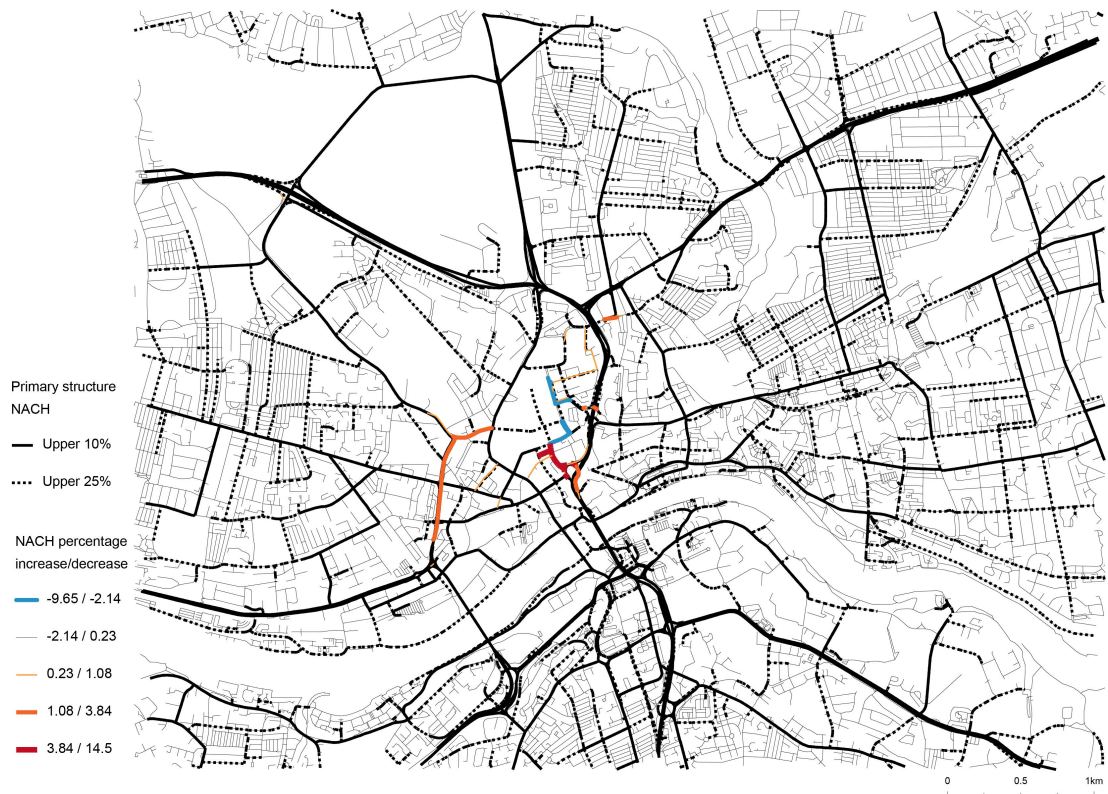 Primary structure
NACH
Upper 10%
Upper 25%
NACH percentage
increase/decrease
-9.65 / -2.14
-2.14 / 0.23
0.23 / 1.08
1.08 / 3.84
3.84 / 14.5
0 0.5 1km